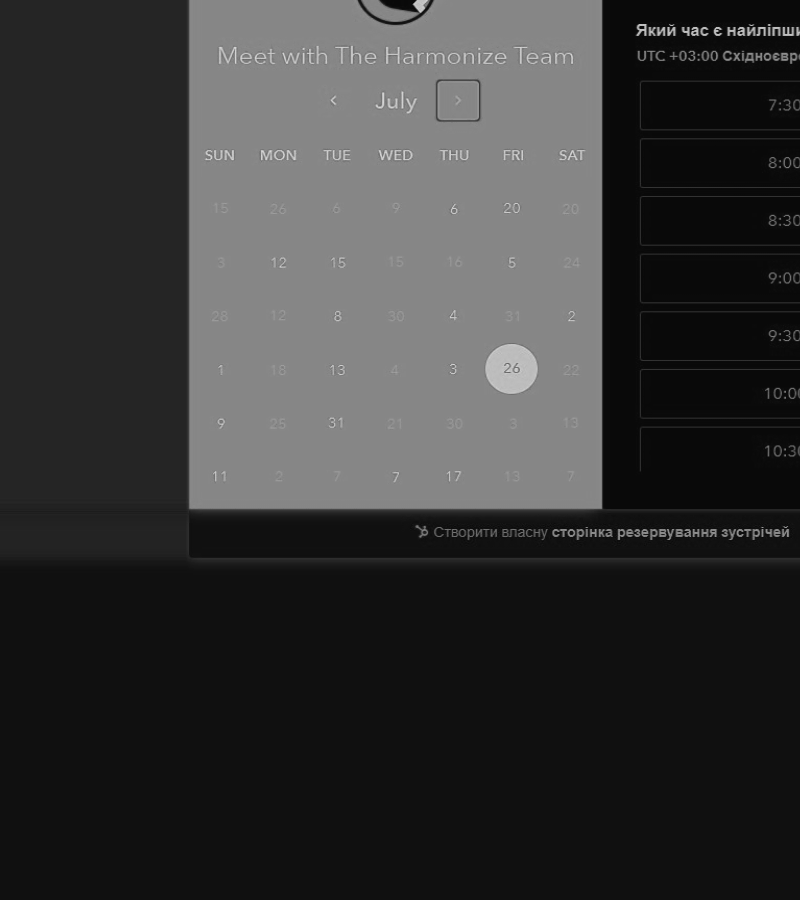 Meet with The Harmonize Team
July
SUN MON TUE WED THU FRI SAT
15 26 6 9 6 20 20
3 12 15 15 16 5 24
28 12 8 30 4 31 2
1 18 13 4 3 26 22
9 25 31 21 30 3 13
11 2 7 7 17 13 7
Який час є
UTC +03:00
7:30
8:00
8:30
9:00
9:30
10:00
10:30
Створити власну сторінка резервування зустрічей